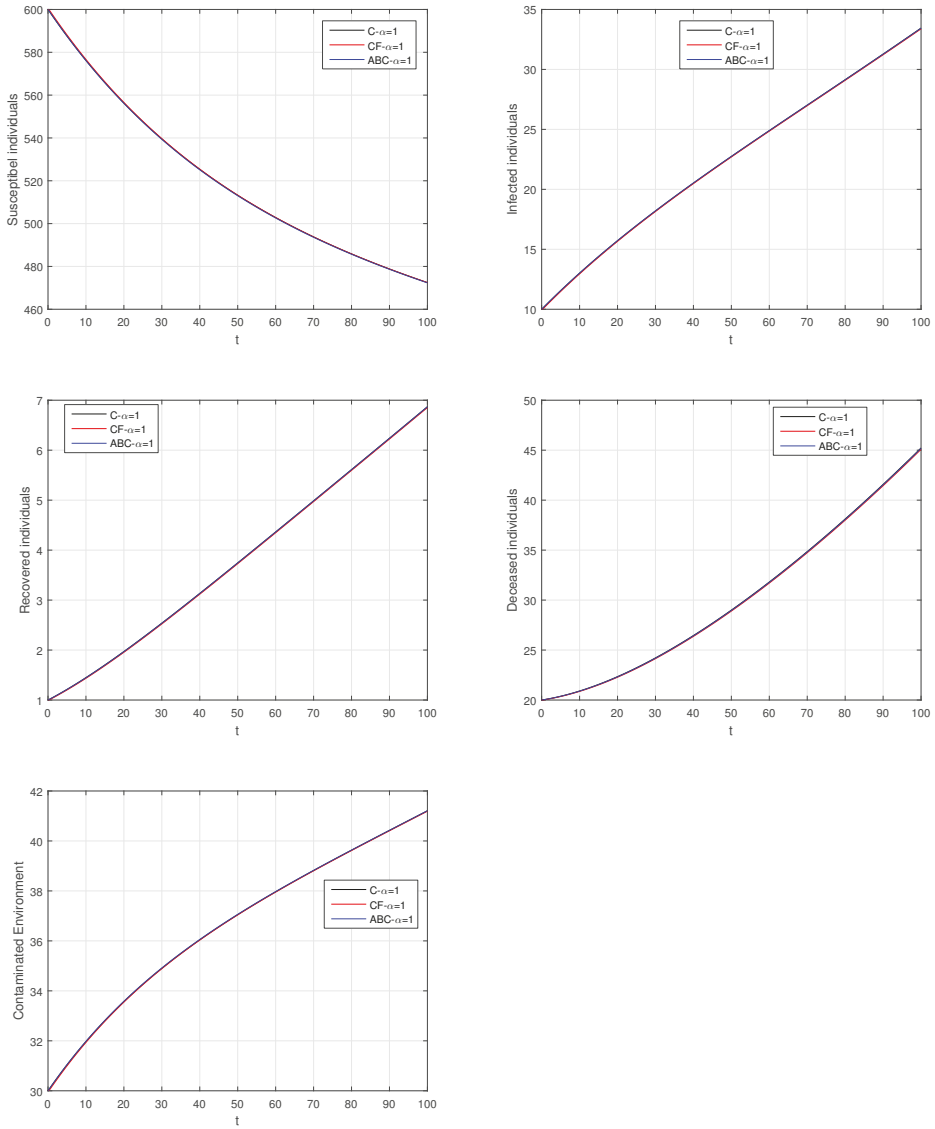 600
580
560
540
520
500
480
460
Susceptibel individuals
C-α=1
CF-α=1
ABC-α=1
0 10 20 30 40 50 60 70 80 90 100
t
35
30
25
20
15
10
Infected individuals
C-α=1
CF-α=1
ABC-α=1
0 10 20 30 40 50 60 70 80 90 100
t
7
6
5
4
3
2
1
Recovered individuals
C-α=1
CF-α=1
ABC-α=1
0 10 20 30 40 50 60 70 80 90 100
t
50
45
40
35
30
25
20
Deceased individuals
C-α=1
CF-α=1
ABC-α=1
0 10 20 30 40 50 60 70 80 90 100
t
42
40
38
36
34
32
30
Contaminated Environment
C-α=1
CF-α=1
ABC-α=1
0 10 20 30 40 50 60 70 80 90 100
t